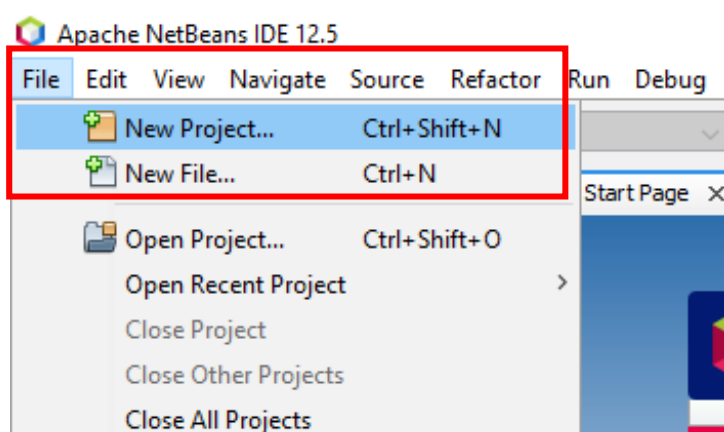 Apache NetBeans IDE 12.5
File Edit View Navigate Source Refactor Run Debug
New Project... Ctrl+Shift+N
New File... Ctrl+N
Start Page
Open Project... Ctrl+Shift+O
Open Recent Project
Close Project
Close Other Projects
Close All Projects